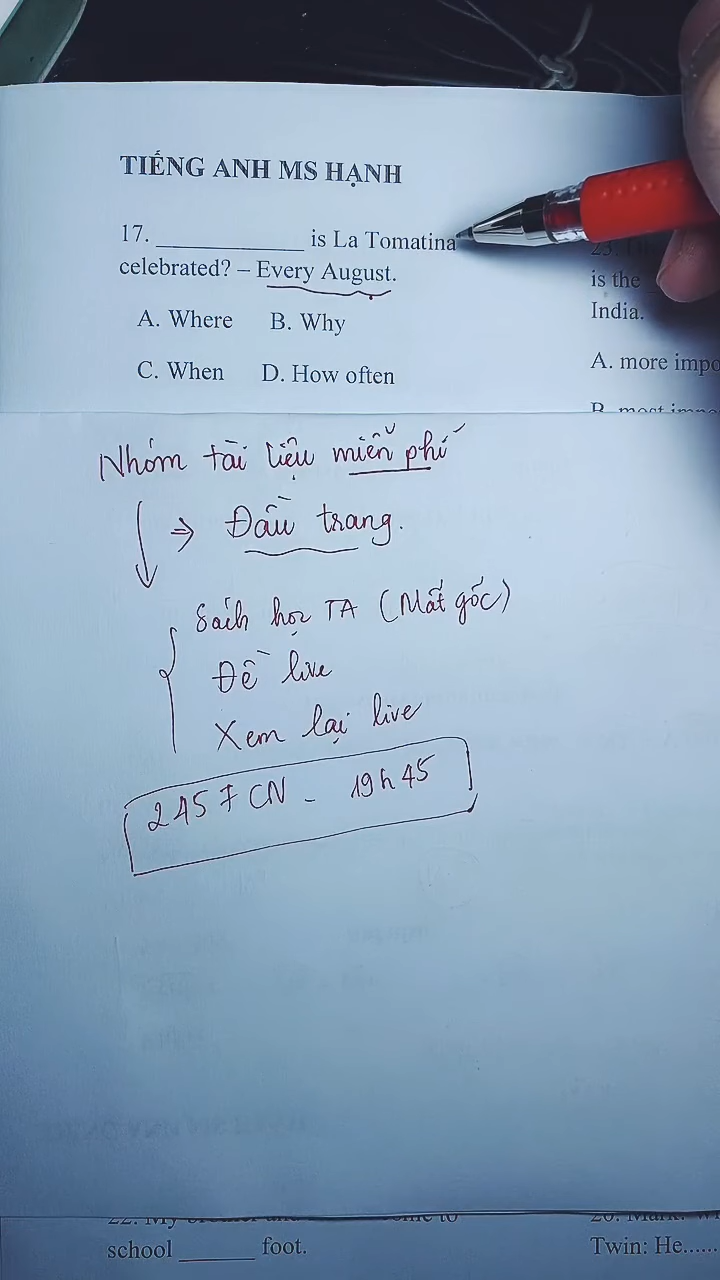 TIẾNG ANH MS HẠNH
17. ____________ is La Tomatina
celebrated? – Every August.
A. Where B. Why
C. When D. How often
is the
India.
A. more impo
Nhóm tài liệu miễn phí
⇒ Đầu trang.
Sách học TA (Mất gốc)
Đề live
Xem lại live
2457CN - 19h45
school ______ foot.
Twin: He......